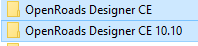 OpenRoads Designer CE
OpenRoads Designer CE 10.10